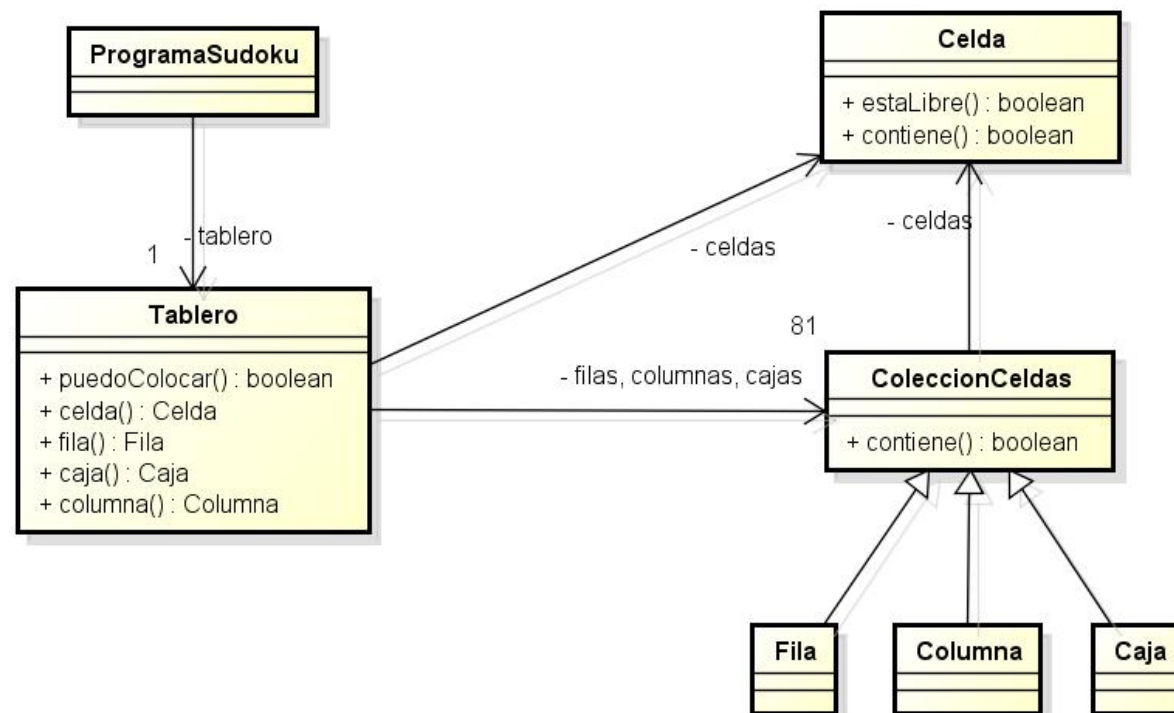 ProgramaSudoku
Celda
+ estaLibre() : boolean
+ contiene() : boolean
- tablero
1
- celdas
- celdas
Tablero
+ puedoColocar() : boolean
+ celda() : Celda
+ fila() : Fila
+ caja() : Caja
+ columna() : Columna
81
- filas, columnas, cajas
ColeccionCeldas
+ contiene() : boolean
Fila
Columna
Caja